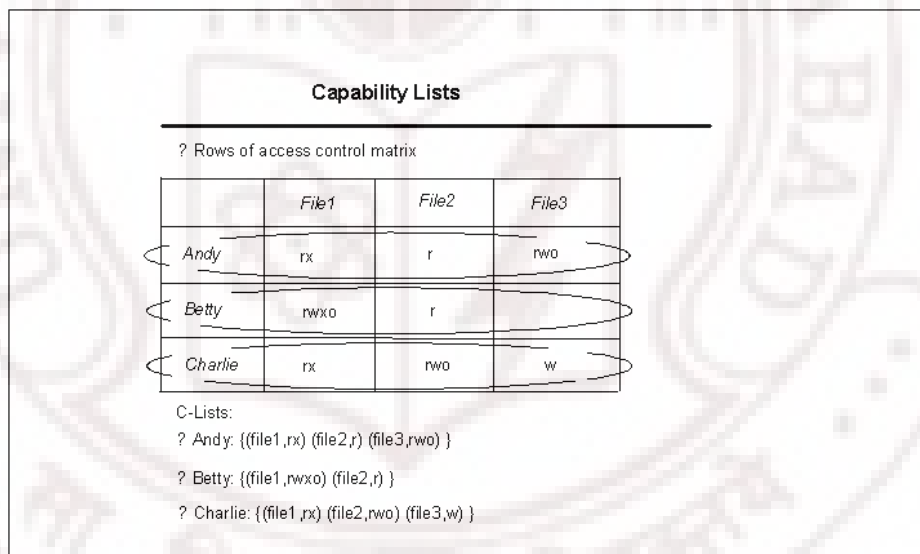 Capability Lists
? Rows of access control matrix
File1 File2 File3
Andy rx r rwo
Betty rwxo r
Charlie rx rwo w
C-Lists:
? Andy: {(file1,rx) (file2,r) (file3,rwo) }
? Betty: {(file1,rwxo) (file2,r) }
? Charlie: {(file1,rx) (file2,rwo) (file3,w) }